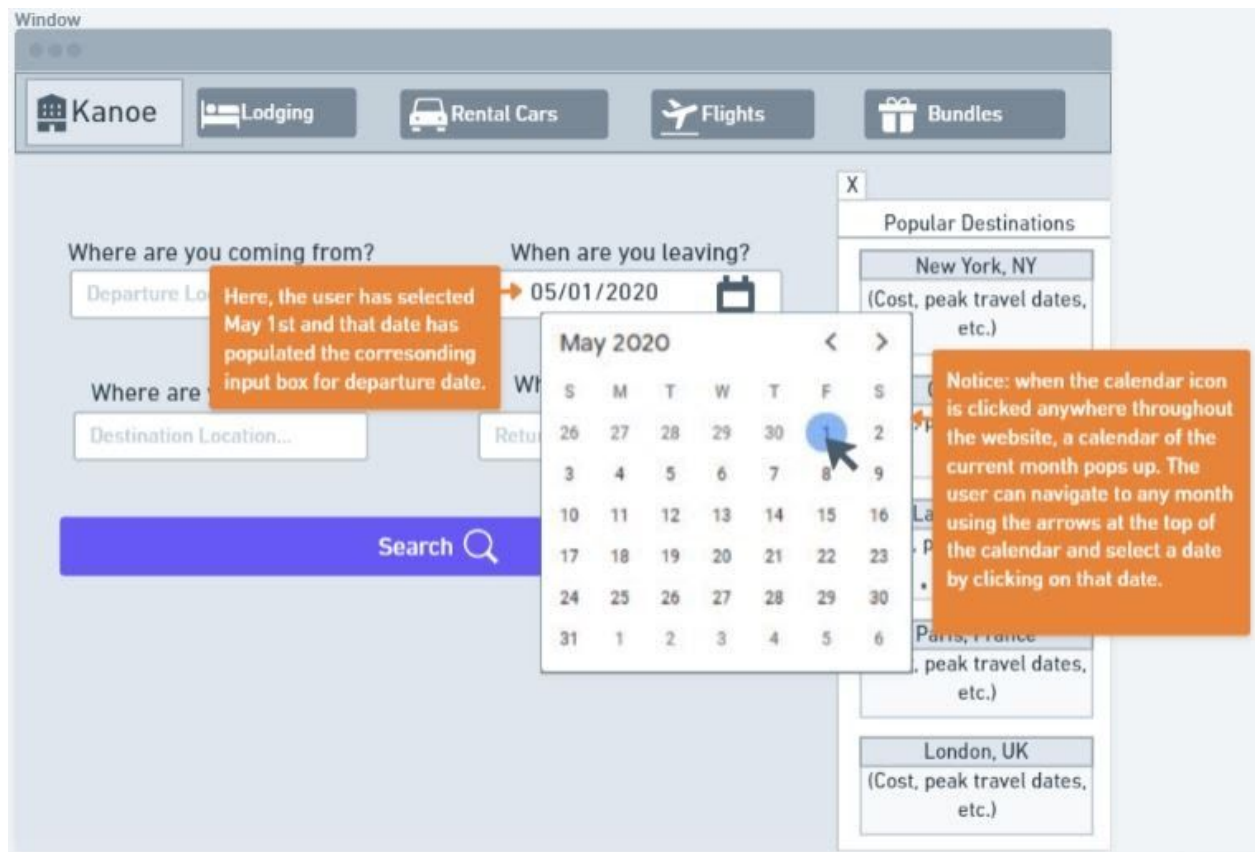 Window
Kanoe
Lodging
Rental Cars
Flights
Bundles
X
Popular Destinations
Where are you coming from?
When are you leaving?
New York, NY
Departure
05/01/2020
(Cost, peak travel dates,
etc.)
Here, the user has selected
May 1st and that date has
populated the corresonding
input box for departure date.
May 2020
< >
Where are
S M T W T F S
Notice: when the calendar icon
is clicked anywhere throughout
the website, a calendar of the
current month pops up. The
user can navigate to any month
using the arrows at the top of
the calendar and select a date
by clicking on that date.
Destination Location...
26 27 28 29 30 1 2
3 4 5 6 7 8 9
10 11 12 13 14 15 16
Search
17 18 19 20 21 22 23
24 25 26 27 28 29 30
31 1 2 3 4 5 6
Paris, France
peak travel dates,
etc.)
London, UK
(Cost, peak travel dates,
etc.)